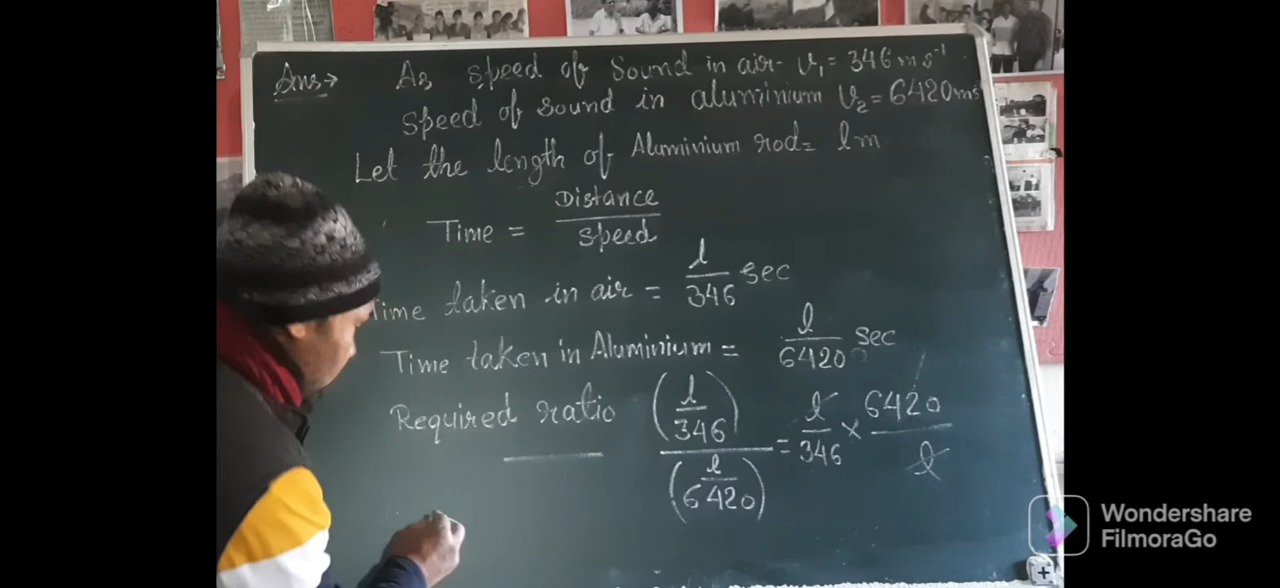 Ans→ As speed of Sound in air- v₁ = 346 m s⁻¹
Speed of Sound in aluminium v₂ = 6420 ms
Let the length of Aluminium rod = l m
Time = Distance / Speed
Time taken in air = l / 346 sec
Time taken in Aluminium = l / 6420 sec
Required ratio (l / 346) / (l / 6420) = l / 346 × 6420 / l
Wondershare
FilmoraGo